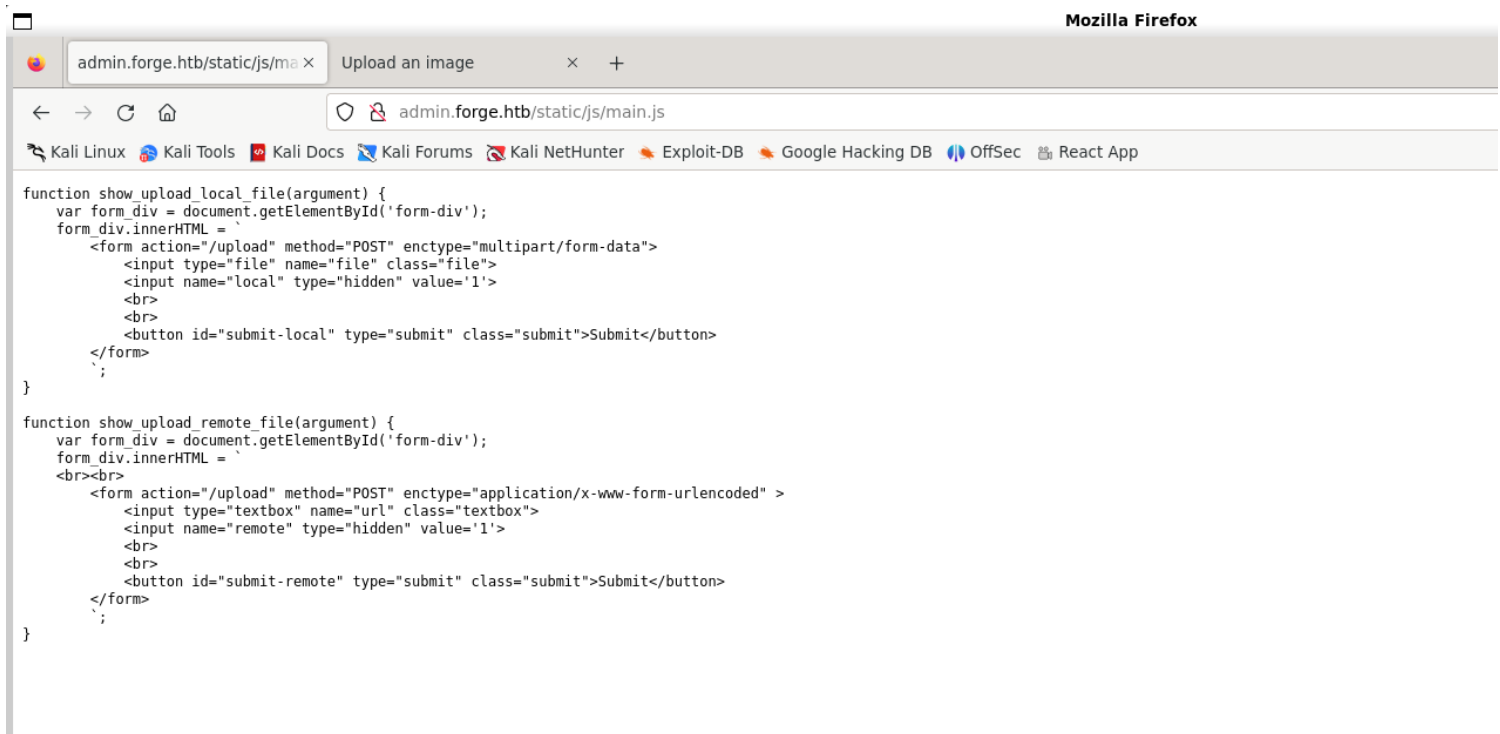 Mozilla Firefox
admin.forge.htb/static/js/ma
Upload an image
admin.forge.htb/static/js/main.js
Kali Linux Kali Tools Kali Docs Kali Forums Kali NetHunter Exploit-DB Google Hacking DB OffSec React App
function show_upload_local_file(argument) {
    var form_div = document.getElementById('form-div');
    form_div.innerHTML = `
        <form action="/upload" method="POST" enctype="multipart/form-data">
            <input type="file" name="file" class="file">
            <input name="local" type="hidden" value='1'>
            <br>
            <br>
            <button id="submit-local" type="submit" class="submit">Submit</button>
        </form>
        `;
}
function show_upload_remote_file(argument) {
    var form_div = document.getElementById('form-div');
    form_div.innerHTML = `
    <br><br>
        <form action="/upload" method="POST" enctype="application/x-www-form-urlencoded" >
            <input type="textbox" name="url" class="textbox">
            <input name="remote" type="hidden" value='1'>
            <br>
            <br>
            <button id="submit-remote" type="submit" class="submit">Submit</button>
        </form>
        `;
}